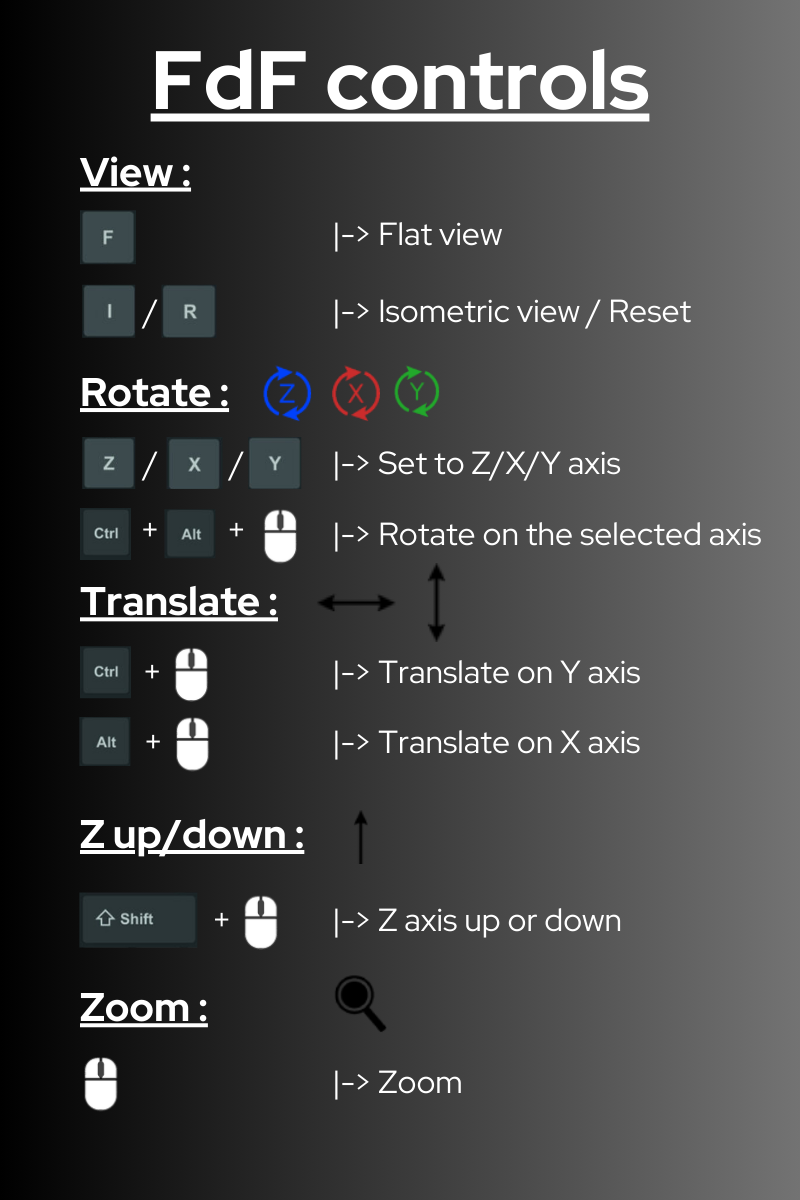 FdF controls
View :
F |-> Flat view
I / R |-> Isometric view / Reset
Rotate : Z X Y
Z / X / Y |-> Set to Z/X/Y axis
Ctrl + Alt + |-> Rotate on the selected axis
Translate :
Ctrl + |-> Translate on Y axis
Alt + |-> Translate on X axis
Z up/down :
Shift + |-> Z axis up or down
Zoom :
|-> Zoom